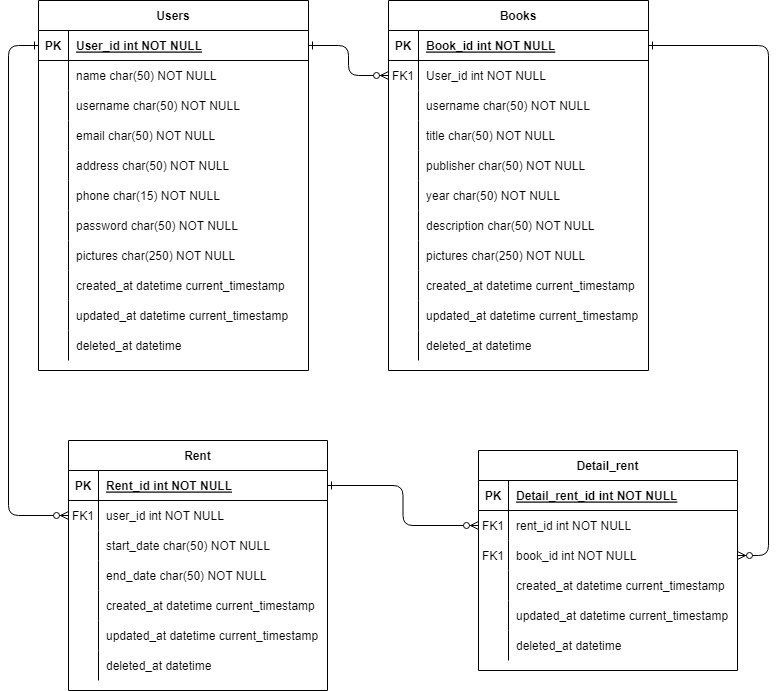 Users
PK User_id int NOT NULL
name char(50) NOT NULL
username char(50) NOT NULL
email char(50) NOT NULL
address char(50) NOT NULL
phone char(15) NOT NULL
password char(50) NOT NULL
pictures char(250) NOT NULL
created_at datetime current_timestamp
updated_at datetime current_timestamp
deleted_at datetime
Books
PK Book_id int NOT NULL
FK1 User_id int NOT NULL
username char(50) NOT NULL
title char(50) NOT NULL
publisher char(50) NOT NULL
year char(50) NOT NULL
description char(50) NOT NULL
pictures char(250) NOT NULL
created_at datetime current_timestamp
updated_at datetime current_timestamp
deleted_at datetime
Rent
PK Rent_id int NOT NULL
FK1 user_id int NOT NULL
start_date char(50) NOT NULL
end_date char(50) NOT NULL
created_at datetime current_timestamp
updated_at datetime current_timestamp
deleted_at datetime
Detail_rent
PK Detail_rent_id int NOT NULL
FK1 rent_id int NOT NULL
FK1 book_id int NOT NULL
created_at datetime current_timestamp
updated_at datetime current_timestamp
deleted_at datetime